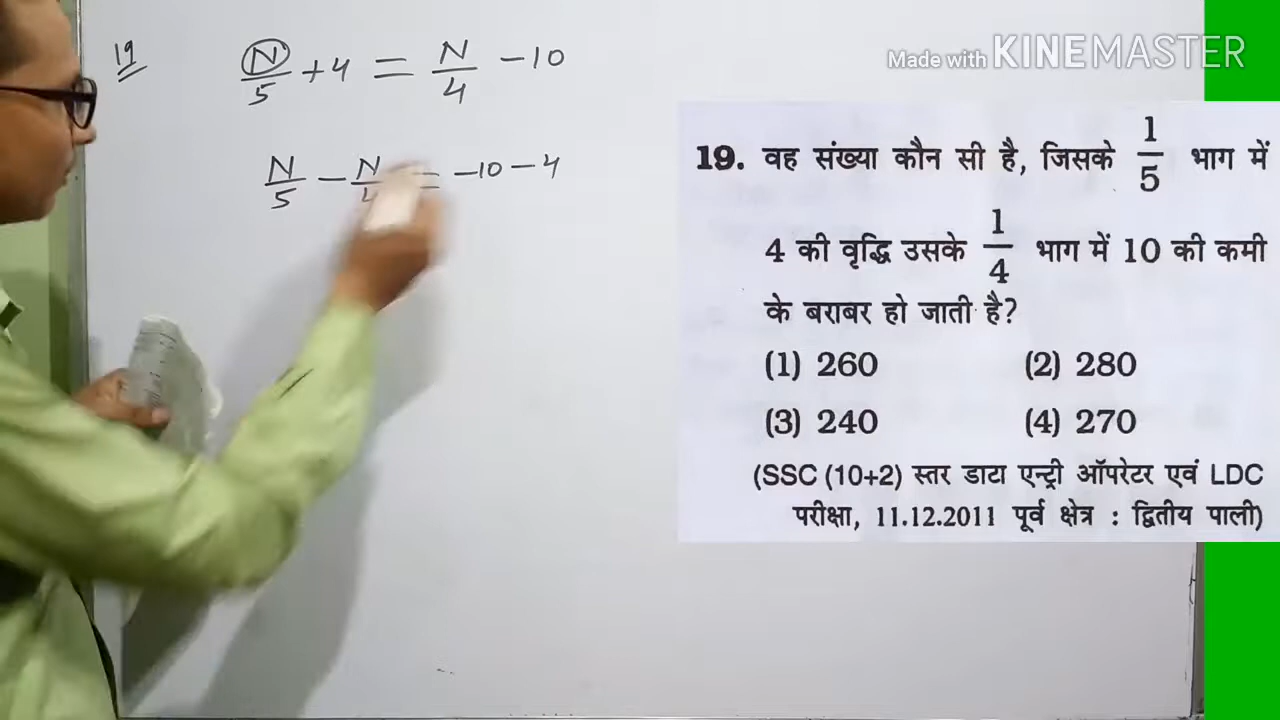 Made with KINEMASTER
19
N/5 + 4 = N/4 - 10
N/5 - N/4 = -10 - 4
19. वह संख्या कौन सी है, जिसके 1/5 भाग में
4 की वृद्धि उसके 1/4 भाग में 10 की कमी
के बराबर हो जाती है?
(1) 260 (2) 280
(3) 240 (4) 270
(SSC (10+2) स्तर डाटा एन्ट्री ऑपरेटर एवं LDC
परीक्षा, 11.12.2011 पूर्व क्षेत्र : द्वितीय पाली)